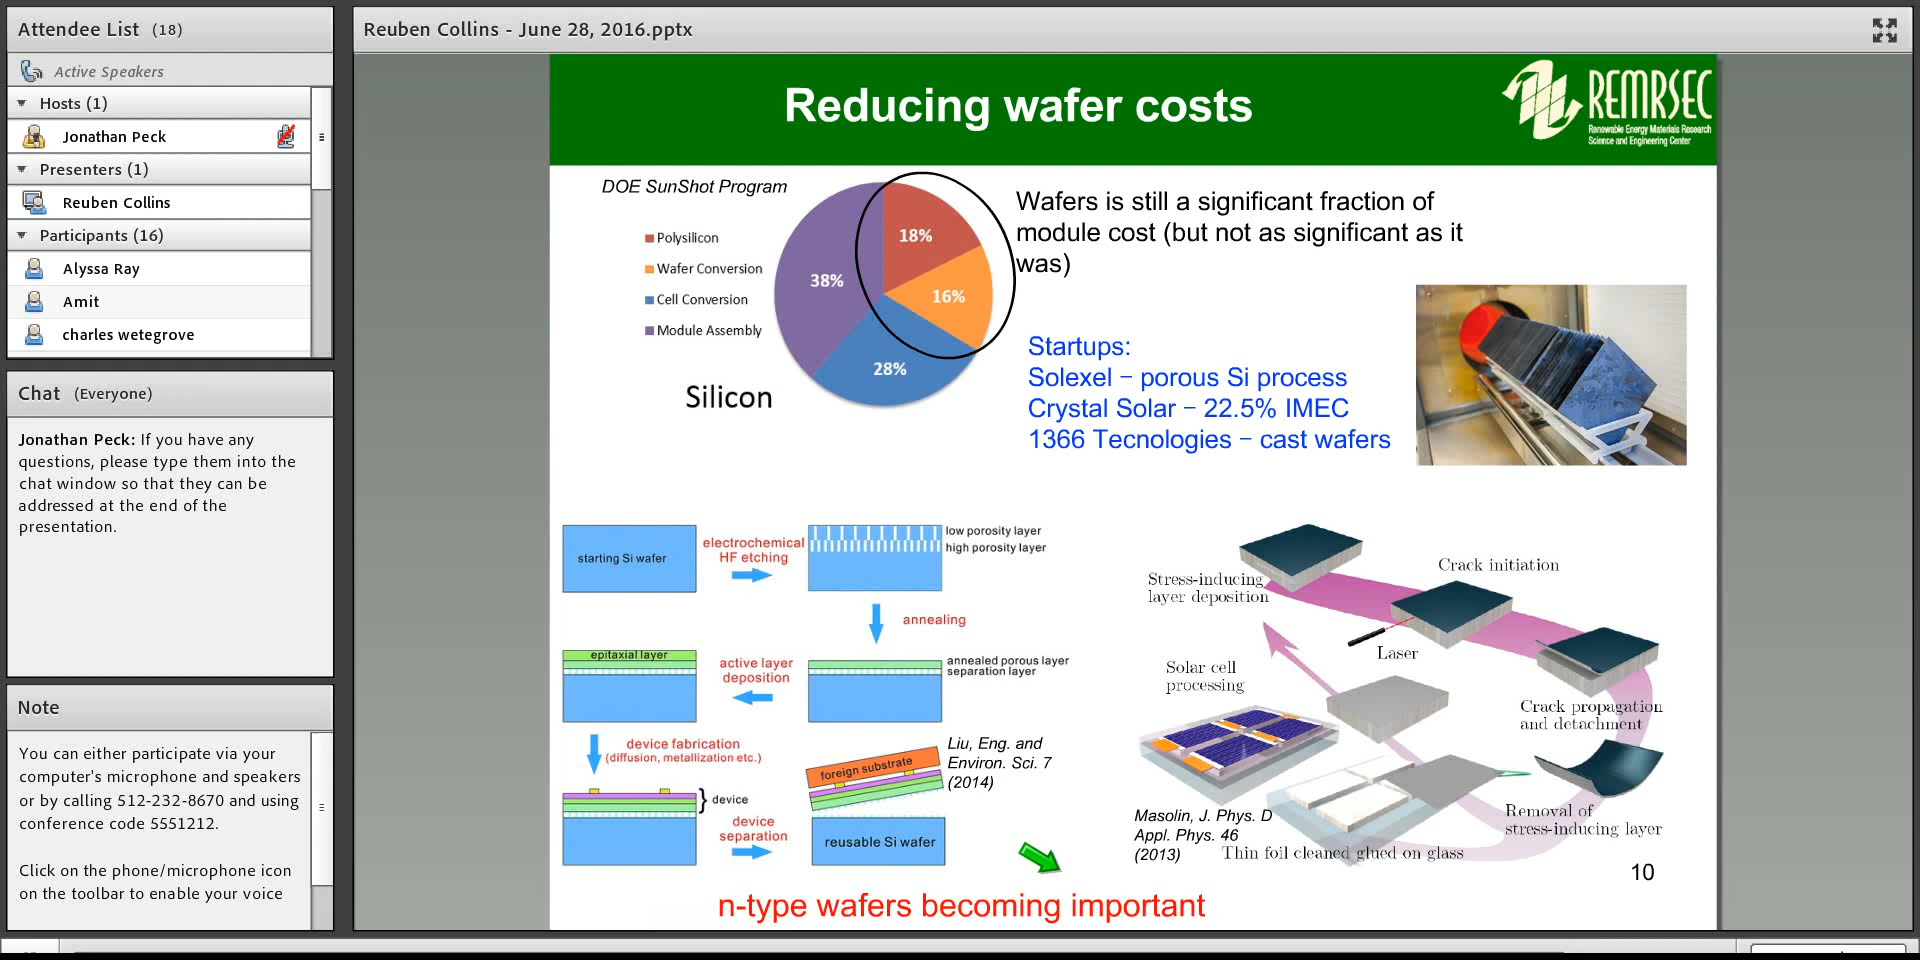 Attendee List (18)
Active Speakers
Hosts (1)
Jonathan Peck
Presenters (1)
Reuben Collins
Participants (16)
Alyssa Ray
Amit
charles wetegrove
Chat (Everyone)
Jonathan Peck: If you have any
questions, please type them into the
chat window so that they can be
addressed at the end of the
presentation.
Note
You can either participate via your
computer's microphone and speakers
or by calling 512-232-8670 and using
conference code 5551212.
Click on the phone/microphone icon
on the toolbar to enable your voice
Reuben Collins - June 28, 2016.pptx
Reducing wafer costs
REMRSEC
Renewable Energy Materials Research
Science and Engineering Center
DOE SunShot Program
Polysilicon
Wafer Conversion
Cell Conversion
Module Assembly
18%
16%
28%
38%
Silicon
Wafers is still a significant fraction of
module cost (but not as significant as it
was)
Startups:
Solexel – porous Si process
Crystal Solar – 22.5% IMEC
1366 Tecnologies – cast wafers
starting Si wafer
electrochemical
HF etching
low porosity layer
high porosity layer
annealing
epitaxial layer
active layer
deposition
annealed porous layer
separation layer
device fabrication
(diffusion, metallization etc.)
device
device
separation
foreign substrate
reusable Si wafer
Liu, Eng. and
Environ. Sci. 7
(2014)
Stress-inducing
layer deposition
Crack initiation
Laser
Crack propagation
and detachment
Removal of
stress-inducing layer
Thin foil cleaned glued on glass
Solar cell
processing
Masolin, J. Phys. D
Appl. Phys. 46
(2013)
10
n-type wafers becoming important